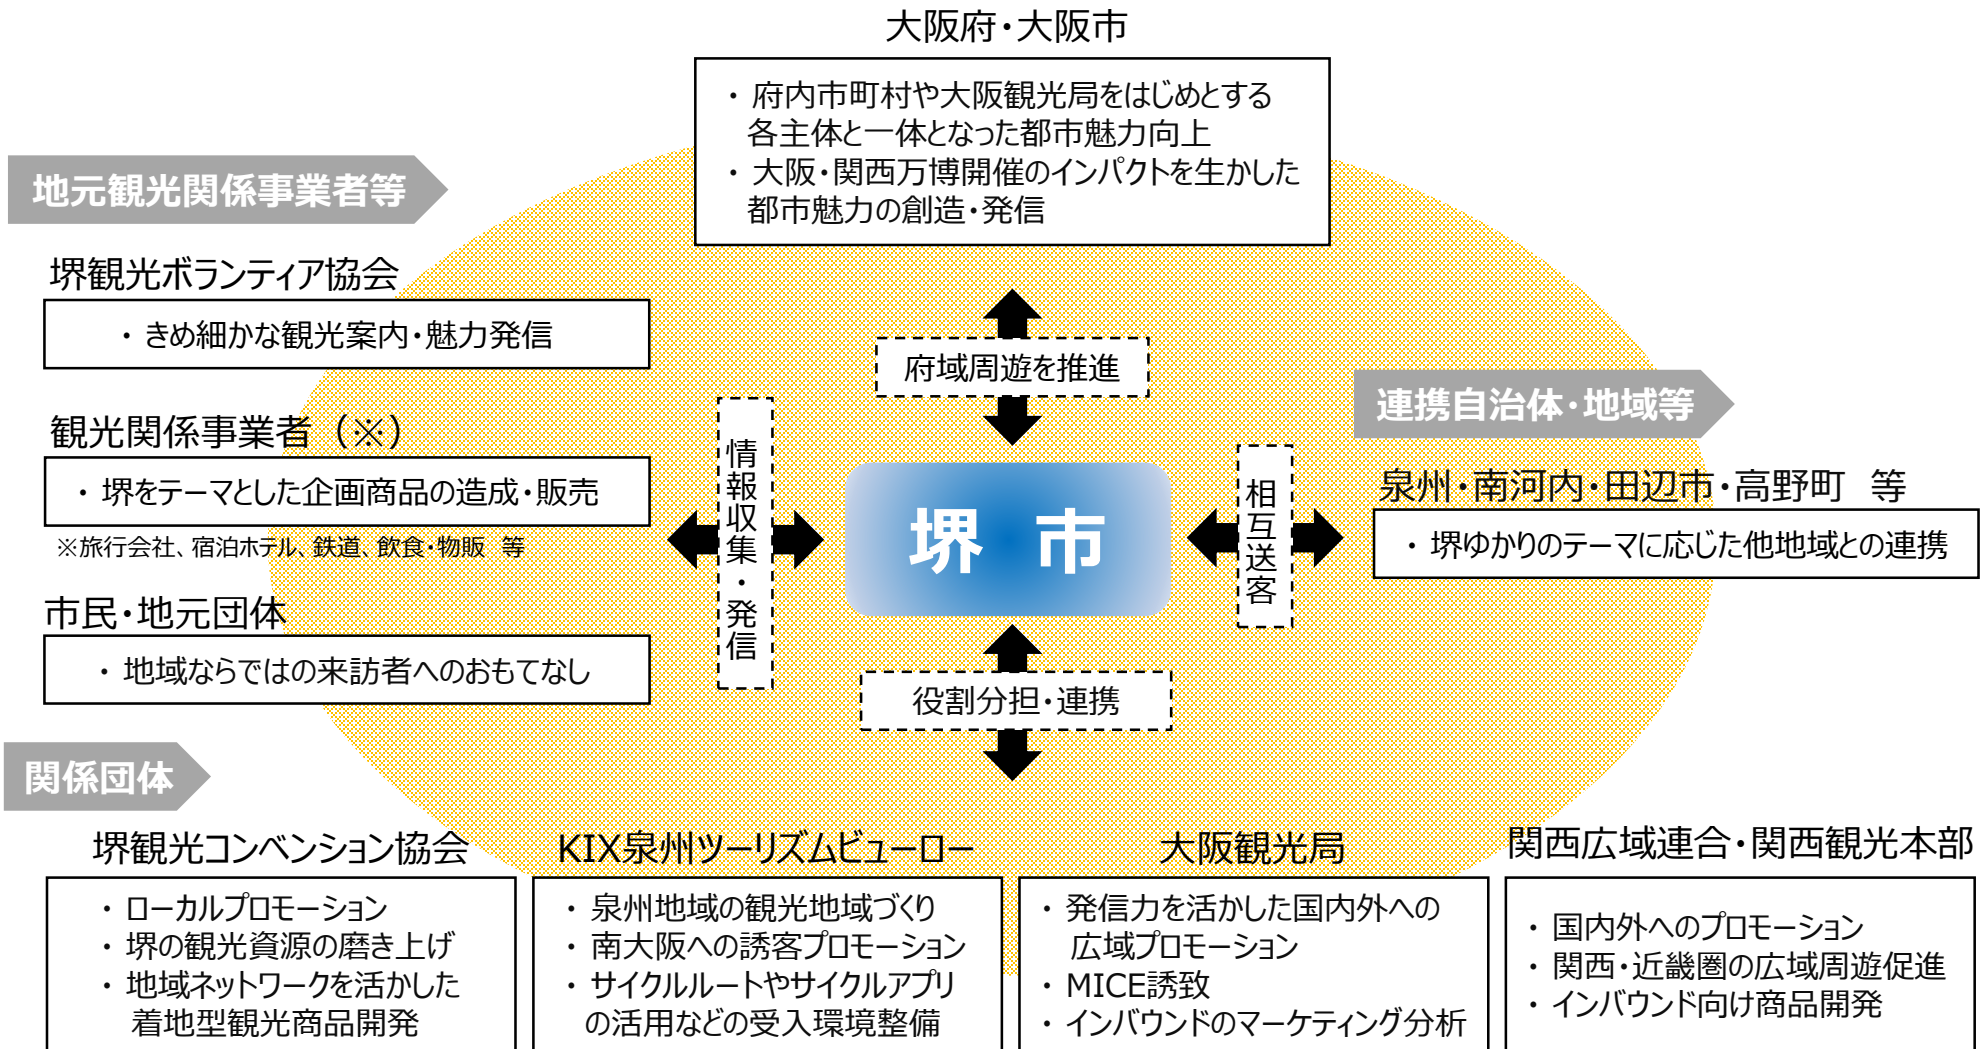 大阪府・大阪市
・ 府内市町村や大阪観光局をはじめとする
各主体と一体となった都市魅力向上
・ 大阪・関西万博開催のインパクトを生かした
都市魅力の創造・発信
地元観光関係事業者等
堺観光ボランティア協会
・ きめ細かな観光案内・魅力発信
観光関係事業者（※）
・ 堺をテーマとした企画商品の造成・販売
※旅行会社、宿泊ホテル、鉄道、飲食・物販 等
市民・地元団体
・ 地域ならではの来訪者へのおもてなし
府域周遊を推進
情報収集・発信
堺 市
相互送客
役割分担・連携
連携自治体・地域等
泉州・南河内・田辺市・高野町 等
・ 堺ゆかりのテーマに応じた他地域との連携
関係団体
堺観光コンベンション協会
・ ローカルプロモーション
・ 堺の観光資源の磨き上げ
・ 地域ネットワークを活かした
着地型観光商品開発
KIX泉州ツーリズムビューロー
・ 泉州地域の観光地域づくり
・ 南大阪への誘客プロモーション
・ サイクルルートやサイクルアプリ
の活用などの受入環境整備
大阪観光局
・ 発信力を活かした国内外への
広域プロモーション
・ MICE誘致
・ インバウンドのマーケティング分析
関西広域連合・関西観光本部
・ 国内外へのプロモーション
・ 関西・近畿圏の広域周遊促進
・ インバウンド向け商品開発